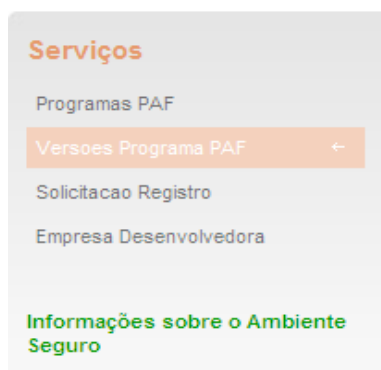 Serviços
Programas PAF
Versoes Programa PAF ←
Solicitacao Registro
Empresa Desenvolvedora
Informações sobre o Ambiente
Seguro